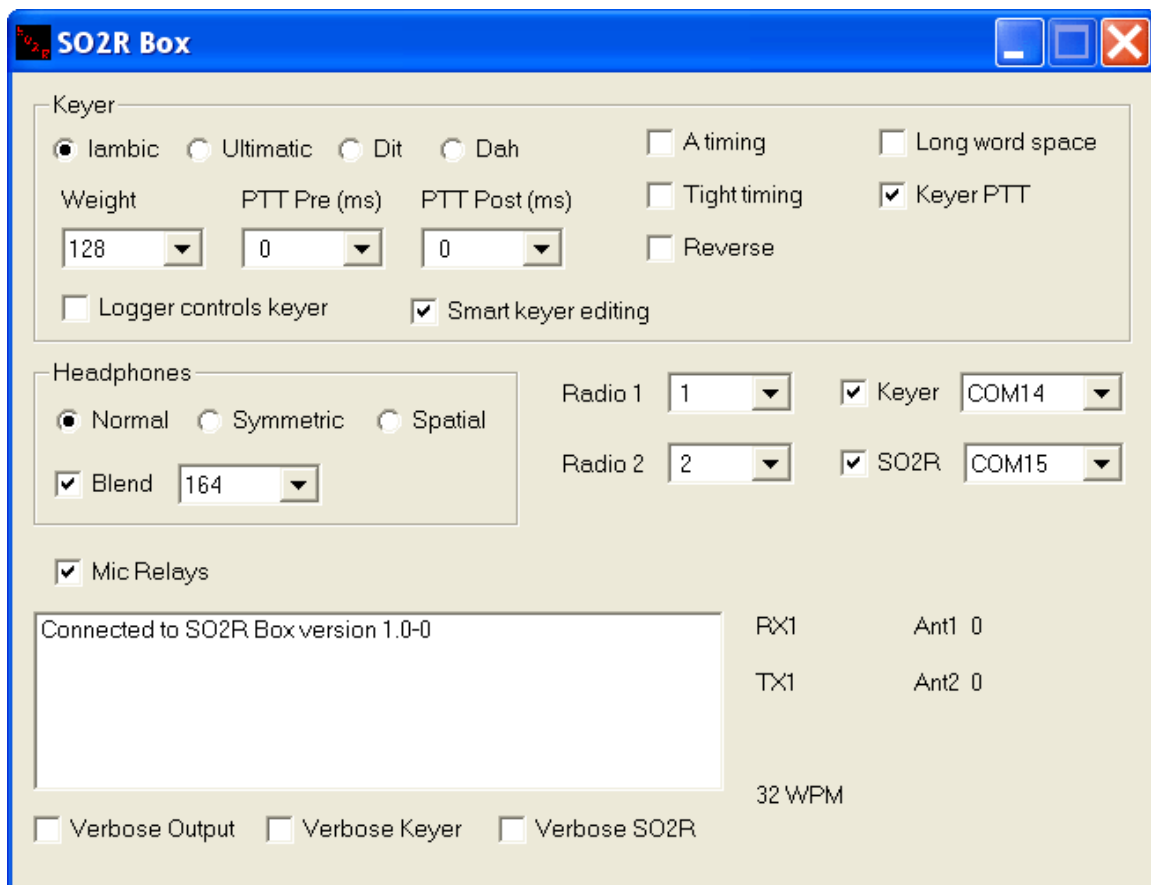 SO2R
SO2R Box
Keyer
Iambic Ultimatic Dit Dah A timing Long word space
Weight PTT Pre (ms) PTT Post (ms) Tight timing Keyer PTT
128 0 0 Reverse
Logger controls keyer Smart keyer editing
Headphones
Radio 1 1 Keyer COM14
Normal Symmetric Spatial
Radio 2 2 SO2R COM15
Blend 164
Mic Relays
Connected to SO2R Box version 1.0-0
RX1 Ant1 0
TX1 Ant2 0
32 WPM
Verbose Output Verbose Keyer Verbose SO2R